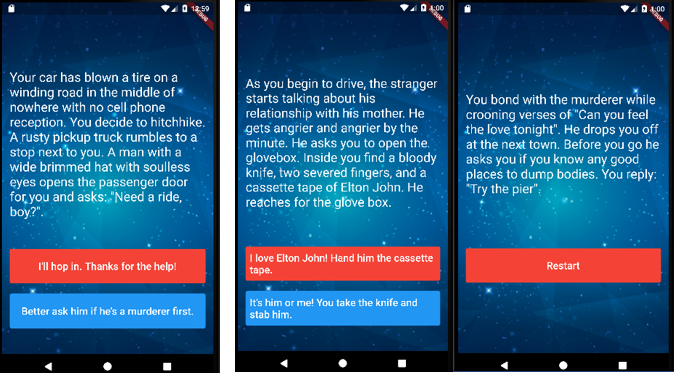 12:59
Your car has blown a tire on a
winding road in the middle of
nowhere with no cell phone
reception. You decide to hitchhike.
A rusty pickup truck rumbles to a
stop next to you. A man with a
wide brimmed hat with soulless
eyes opens the passenger door
for you and asks: "Need a ride,
boy?".
I'll hop in. Thanks for the help!
Better ask him if he's a murderer first.
1:00
As you begin to drive, the stranger
starts talking about his
relationship with his mother. He
gets angrier and angrier by the
minute. He asks you to open the
glovebox. Inside you find a bloody
knife, two severed fingers, and a
cassette tape of Elton John. He
reaches for the glove box.
I love Elton John! Hand him the cassette
tape.
It's him or me! You take the knife and
stab him.
1:00
You bond with the murderer while
crooning verses of "Can you feel
the love tonight". He drops you off
at the next town. Before you go he
asks you if you know any good
places to dump bodies. You reply:
"Try the pier".
Restart